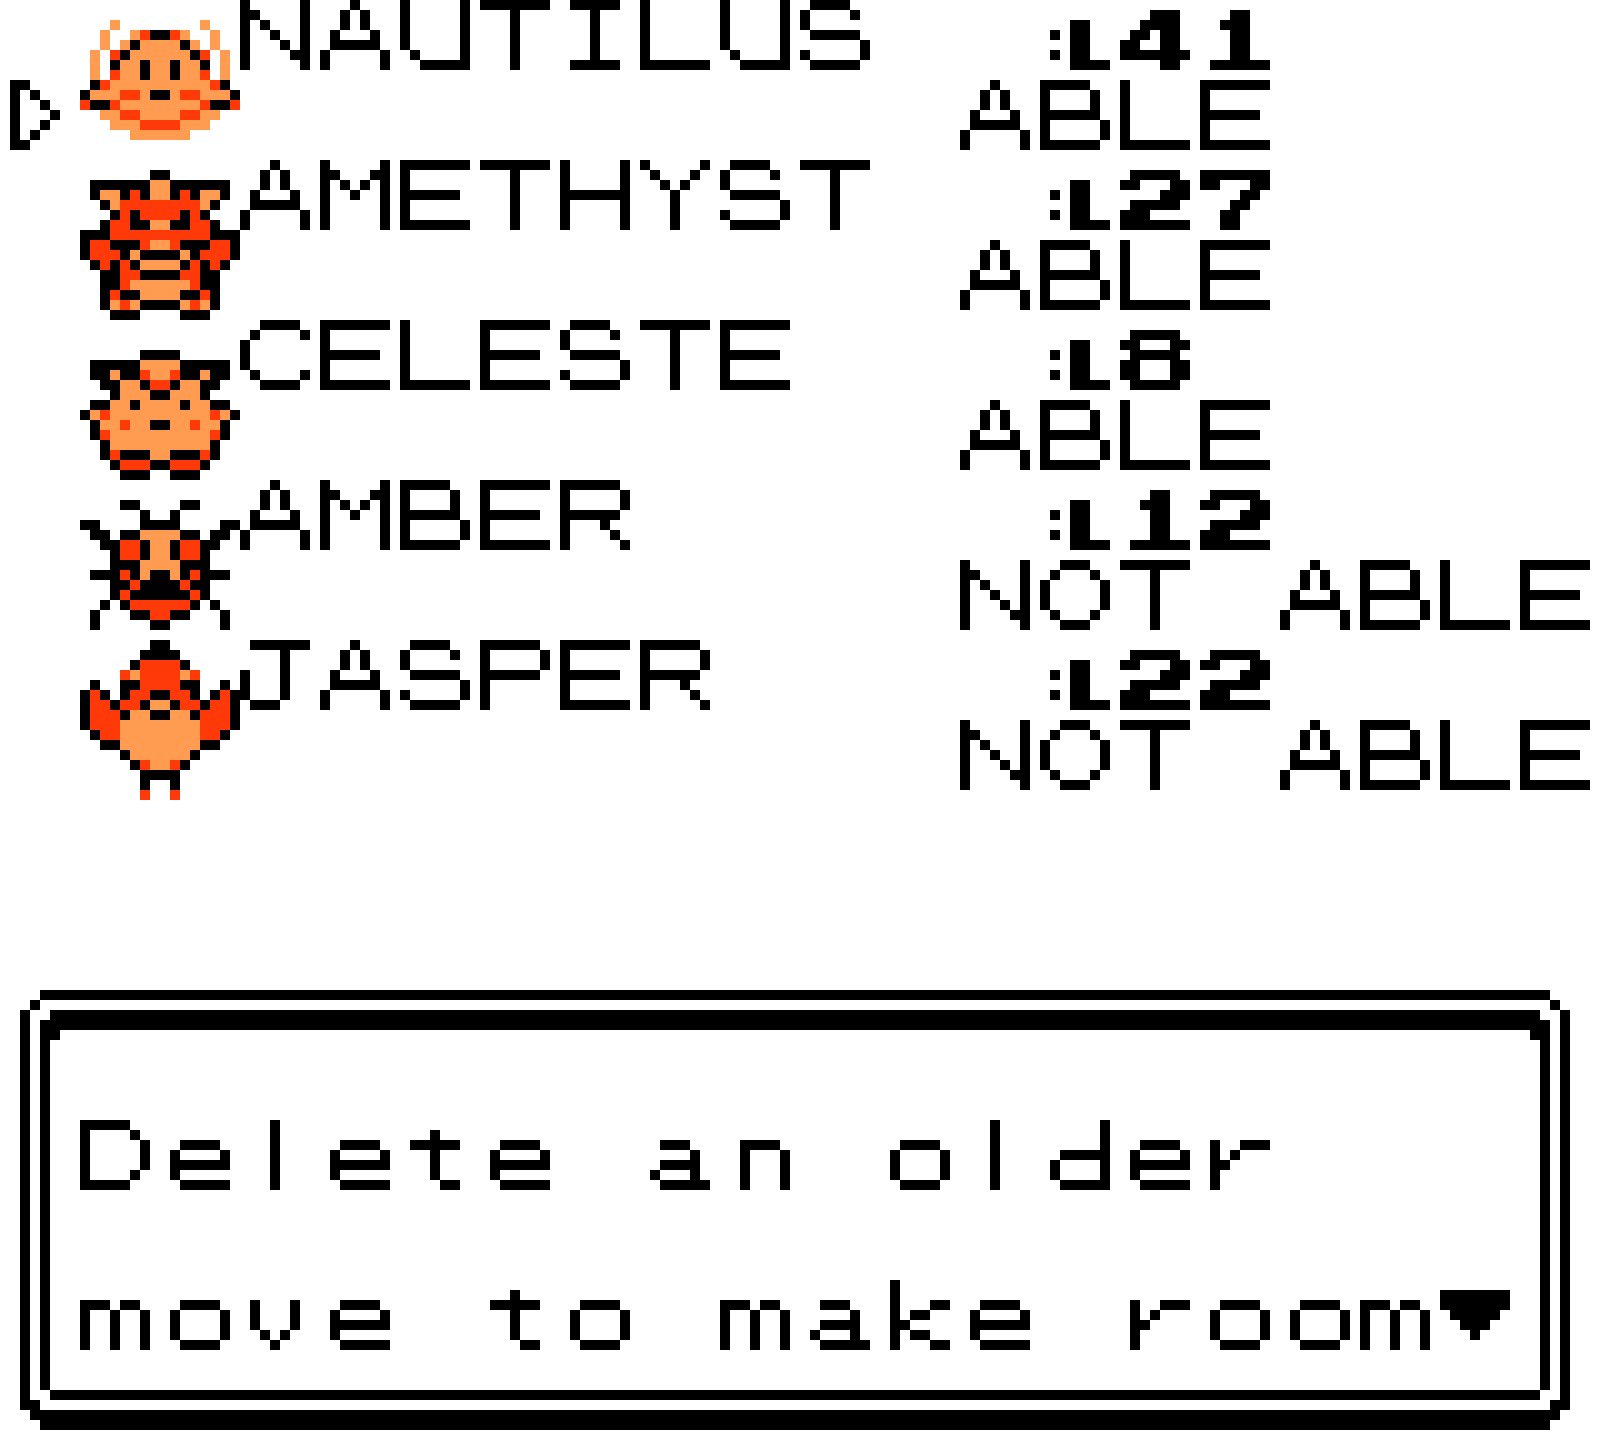 NAUTILUS :L41
ABLE
AMETHYST :L27
ABLE
CELESTE :L8
ABLE
AMBER :L12
NOT ABLE
JASPER :L22
NOT ABLE
Delete an older
move to make room